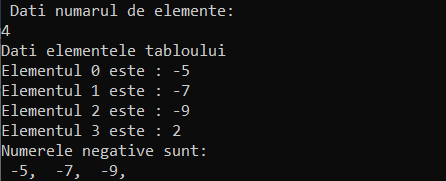 Dati numarul de elemente:
4
Dati elementele tabloului
Elementul 0 este : -5
Elementul 1 este : -7
Elementul 2 este : -9
Elementul 3 este : 2
Numerele negative sunt:
-5,  -7,  -9,